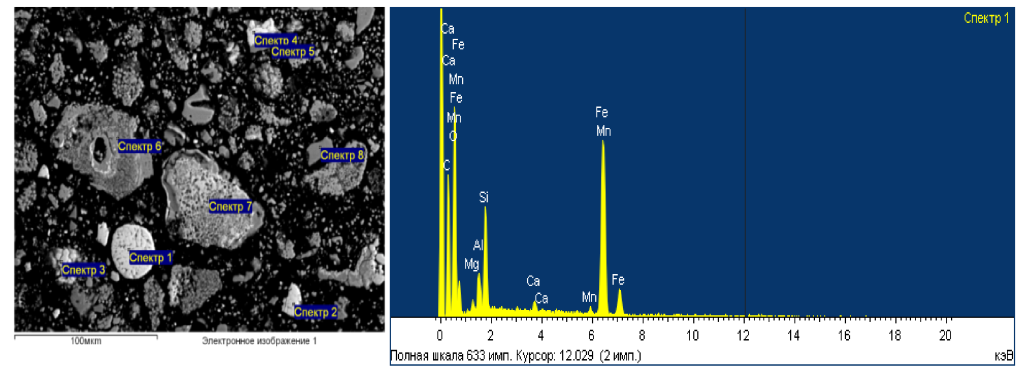 Спектр 4
Спектр 5
Спектр 6
Спектр 8
Спектр 7
Спектр 1
Спектр 3
Спектр 2
100мкm
Электронное изображение 1
Спектр 1
Ca
Fe
Ca
Mn
Fe
Mn
O
C
Si
Al
Mg
Ca
Ca
Fe
Mn
Mn
Fe
0 2 4 6 8 10 12 14 16 18 20
Полная шкала 633 имп. Курсор: 12.029 (2 имп.)
кэВ